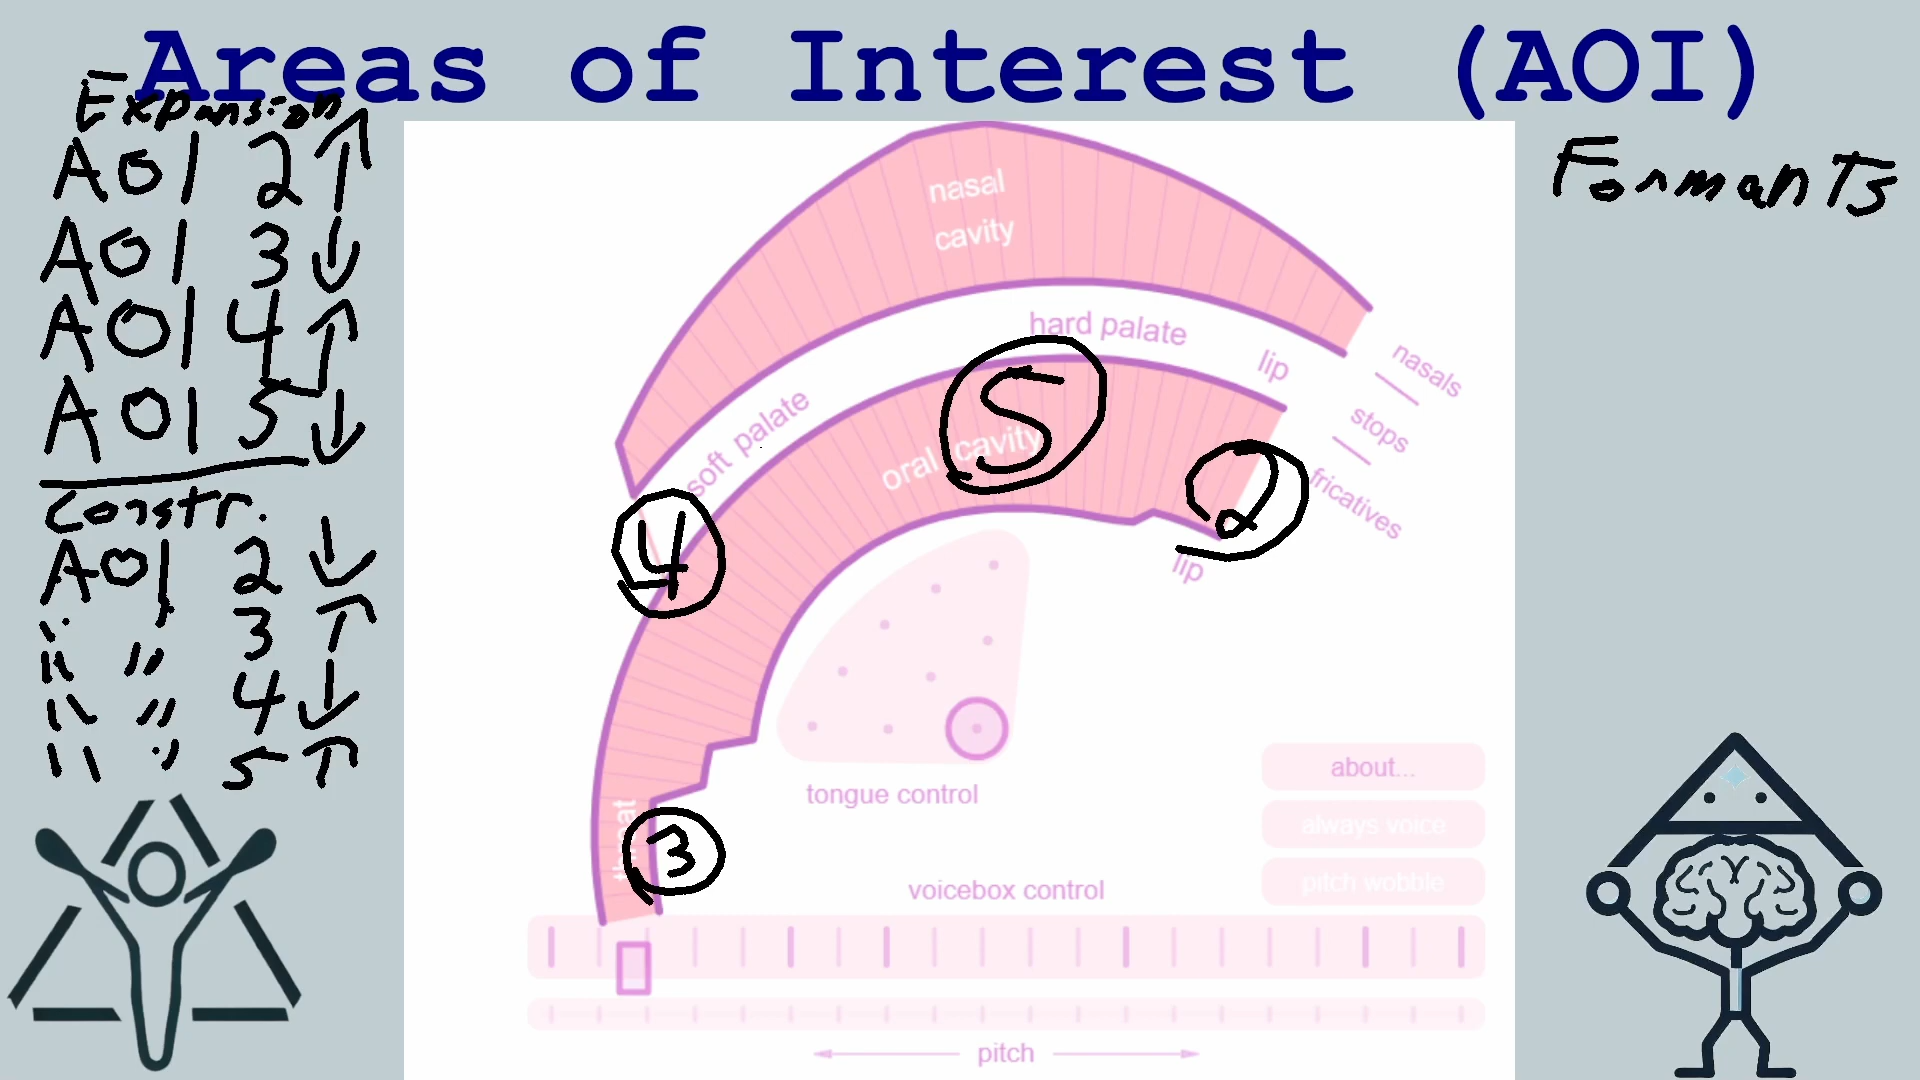 Areas of Interest (AOI)
Expansion
AOI 2 ↑
AOI 3 ↓
AOI 4 ↑
AOI 5 ↓
Constr.
AOI 2 ↓
" " 3 ↑
" " 4 ↓
" " 5 ↑
Formants
nasal
cavity
hard palate
lip
nasals
stops
fricatives
soft palate
oral cavity
5
2
4
lip
3
throat
tongue control
about...
always voice
pitch wobble
voicebox control
pitch